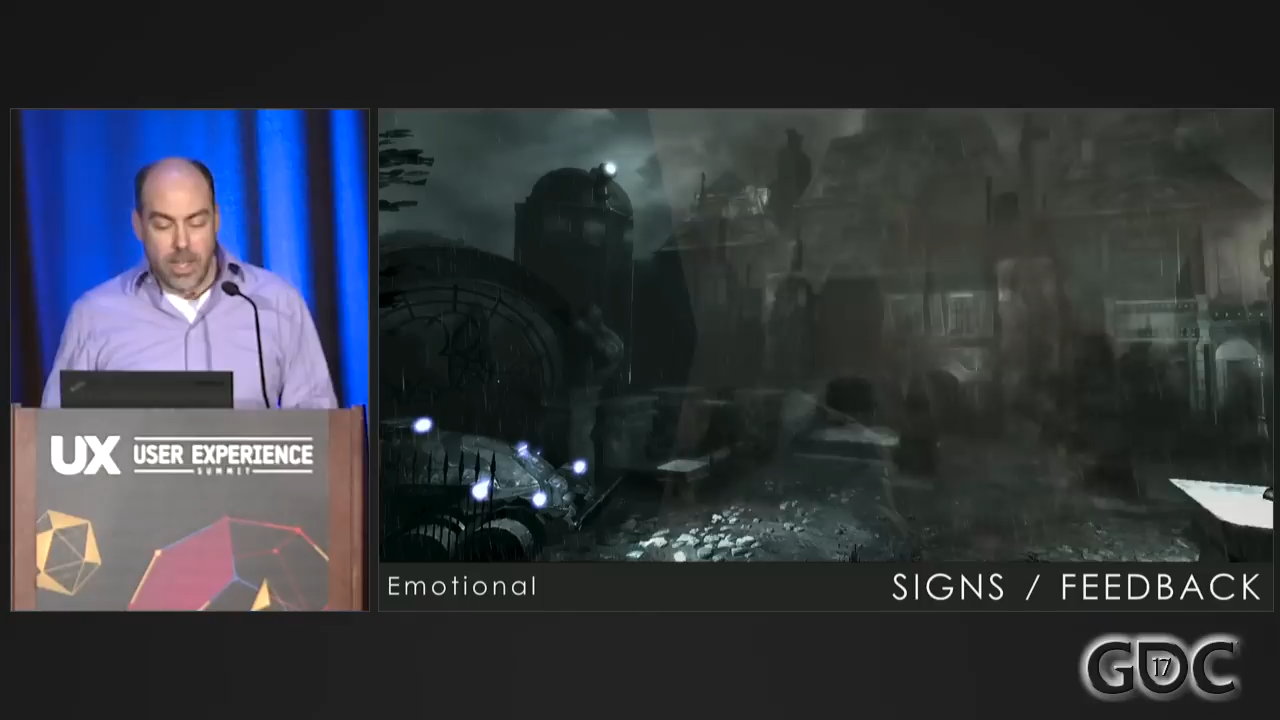 UX USER EXPERIENCE
SUMMIT
Emotional
SIGNS / FEEDBACK
GDC
17